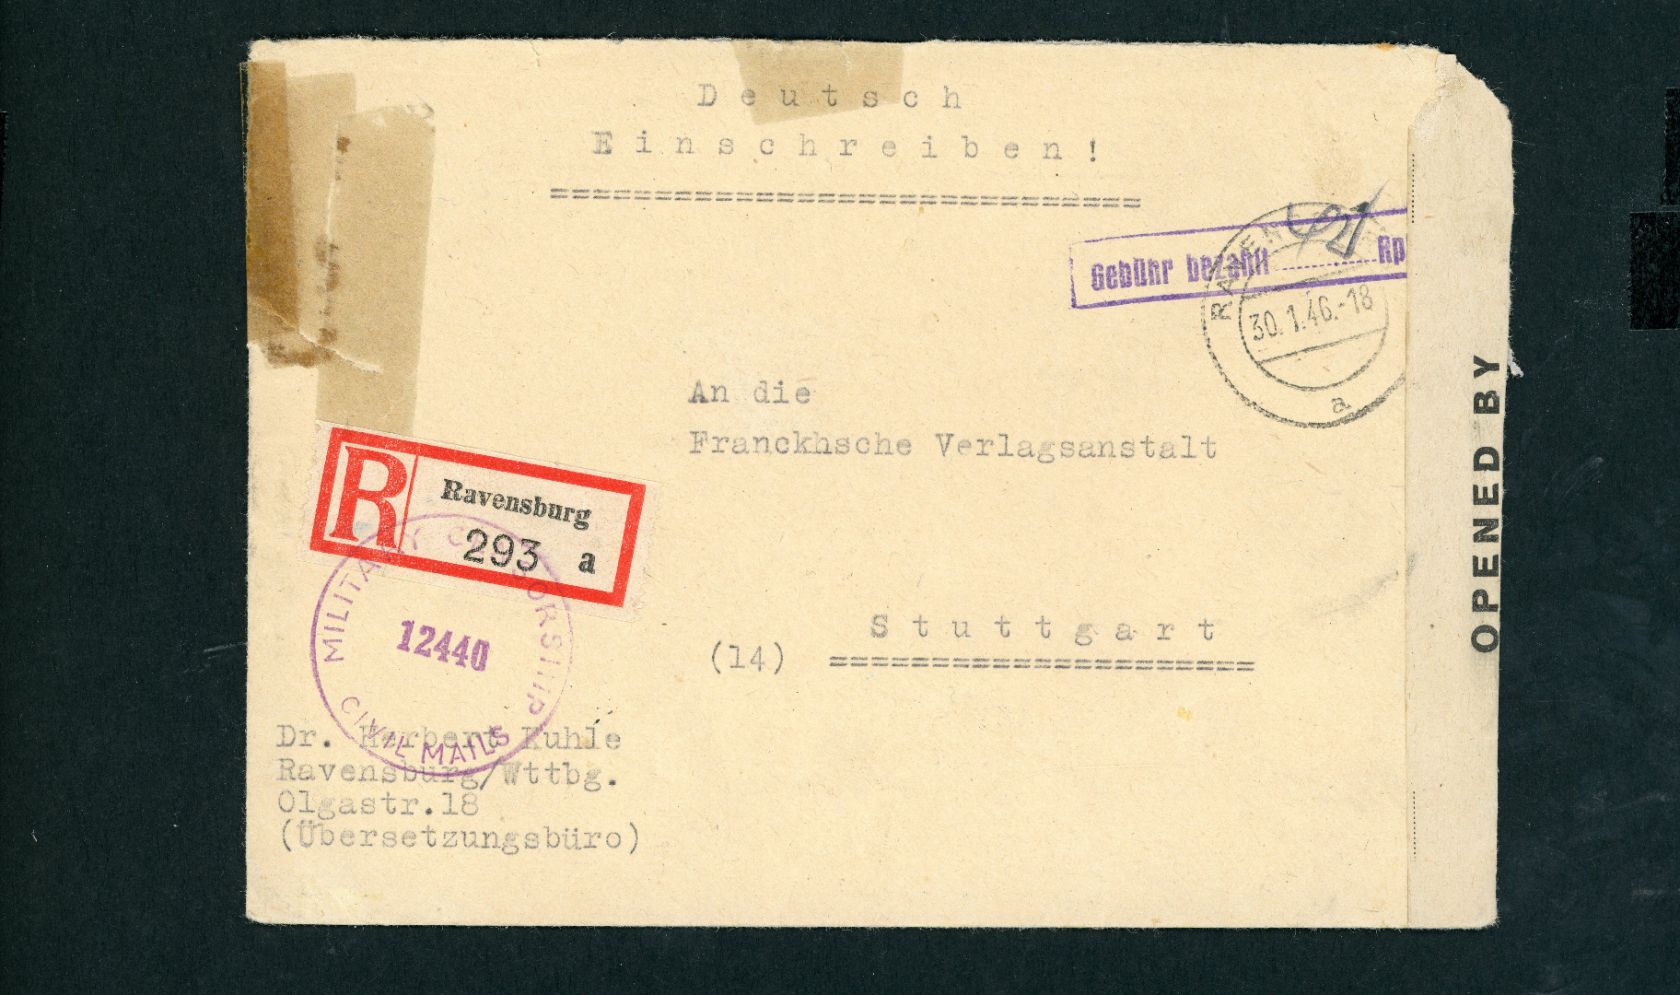 Deutsch
Einschreiben!
============================
Gebühr bezahlt
30.1.46.-18
a
An die
Franckhsche Verlagsanstalt
R
Ravensburg
293 a
MILITARY CENSORSHIP
12440
CIVIL MAILS
(14) Stuttgart
====================
Dr. Herbert Kuhle
Ravensburg/Wttbg.
Olgastr.18
(Übersetzungsbüro)
OPENED BY